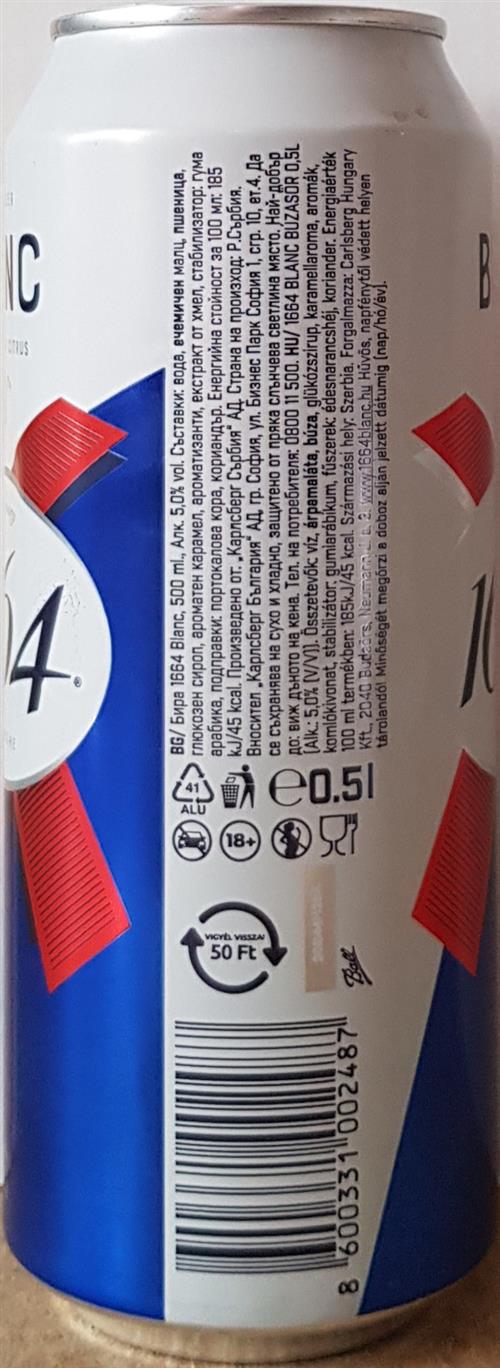 NC
CITRUS
64
BG/ Бира 1664 Blanc, 500 ml., Алк. 5,0% vol. Съставки: вода, ечемичен малц, пшеница,
глюкозен сироп, ароматен карамел, ароматизанти, екстракт от хмел, стабилизатор: гума
арабика, подправки: портокалова кора, кориандър. Енергийна стойност за 100 мл: 185
kJ/45 kcal. Произведено от: „Карлсберг Сърбия" АД. Страна на произход: Р.Сърбия.
Вносител: „Карлсберг България" АД, гр. София, ул. Бизнес Парк София 1, сгр. 10, ет.4. Да
се съхранява на сухо и хладно, защитено от пряка слънчева светлина място. Най-добър
до: виж дъното на кена. Тел. на потребителя: 0800 11 500. HU/ 1664 BLANC BÚZASÖR 0,5L
[Alk.: 5,0% (V/V)]. Összetevők: víz, árpamaláta, búza, glükózszirup, karamellaroma, aromák,
komlókivonat, stabilizátor: gumiarábikum, fűszerek: édesnarancshéj, koriander. Energiaérték
100 ml termékben: 185kJ/45 kcal. Származási hely: Szerbia. Forgalmazza: Carlsberg Hungary
Kft., 2040 Budaörs, Neumann J. u. 3. www.1664blanc.hu Hűvös, napfénytől védett helyen
tárolandó! Minőségét megőrzi a doboz alján jelzett dátumig [nap/hó/év].
41
ALU
e0.5l
18+
VIGYÉL VISSZA!
50 Ft
Ball
8 600331 002487
B
1